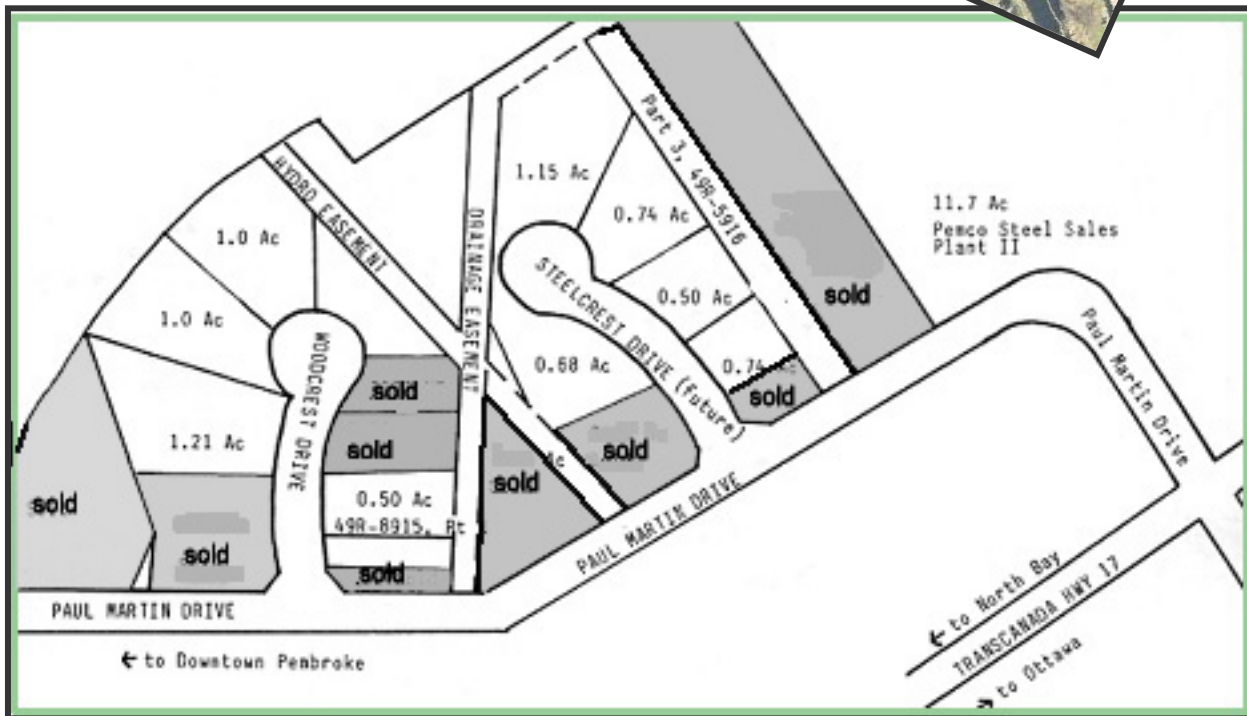 Part 3, 49R-5916
1.15 Ac
0.74 Ac
11.7 Ac
Pemco Steel Sales
Plant II
HYDRO EASEMENT
1.0 Ac
DRAINAGE EASEMENT
STEELCREST DRIVE (future)
0.50 Ac
sold
1.0 Ac
Paul Martin Drive
WOODCREST DRIVE
0.68 Ac
0.74
sold
sold
1.21 Ac
sold
sold
sold
sold
0.50 Ac
49R-8915, Pt
sold
sold
PAUL MARTIN DRIVE
PAUL MARTIN DRIVE
← to North Bay
TRANSCANADA HWY 17
to Ottawa
← to Downtown Pembroke